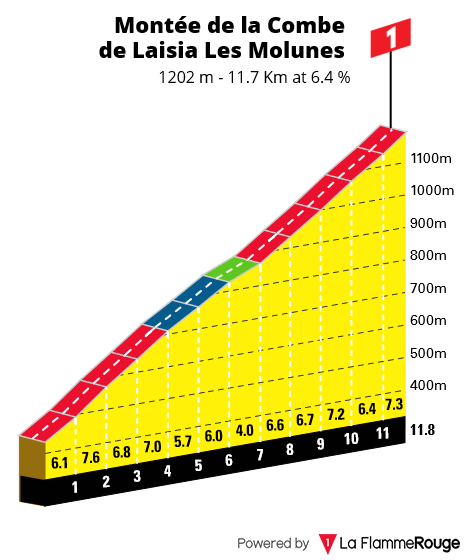 Montée de la Combe
de Laisia Les Molunes
1202 m - 11.7 Km at 6.4 %
1
1100m
1000m
900m
800m
700m
600m
500m
400m
6.1 7.6 6.8 7.0 5.7 6.0 4.0 6.6 6.7 7.2 6.4 7.3
1 2 3 4 5 6 7 8 9 10 11 11.8
Powered by 1 La FlammeRouge